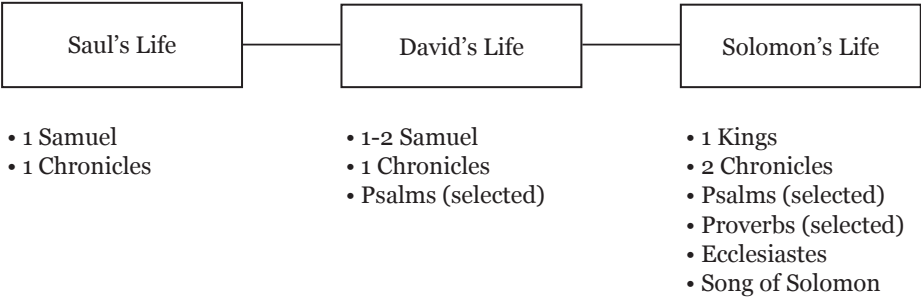 Saul’s Life
David’s Life
Solomon’s Life
• 1 Samuel
• 1 Chronicles
• 1-2 Samuel
• 1 Chronicles
• Psalms (selected)
• 1 Kings
• 2 Chronicles
• Psalms (selected)
• Proverbs (selected)
• Ecclesiastes
• Song of Solomon